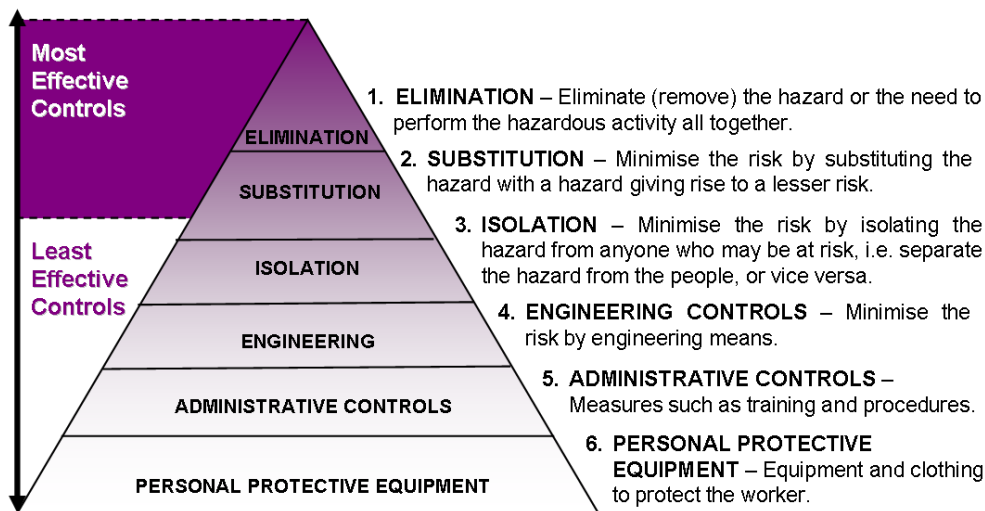 Most
Effective
Controls
Least
Effective
Controls
ELIMINATION
SUBSTITUTION
ISOLATION
ENGINEERING
ADMINISTRATIVE CONTROLS
PERSONAL PROTECTIVE EQUIPMENT
1. ELIMINATION – Eliminate (remove) the hazard or the need to
perform the hazardous activity all together.
2. SUBSTITUTION – Minimise the risk by substituting the
hazard with a hazard giving rise to a lesser risk.
3. ISOLATION – Minimise the risk by isolating the
hazard from anyone who may be at risk, i.e. separate
the hazard from the people, or vice versa.
4. ENGINEERING CONTROLS – Minimise the
risk by engineering means.
5. ADMINISTRATIVE CONTROLS –
Measures such as training and procedures.
6. PERSONAL PROTECTIVE
EQUIPMENT – Equipment and clothing
to protect the worker.